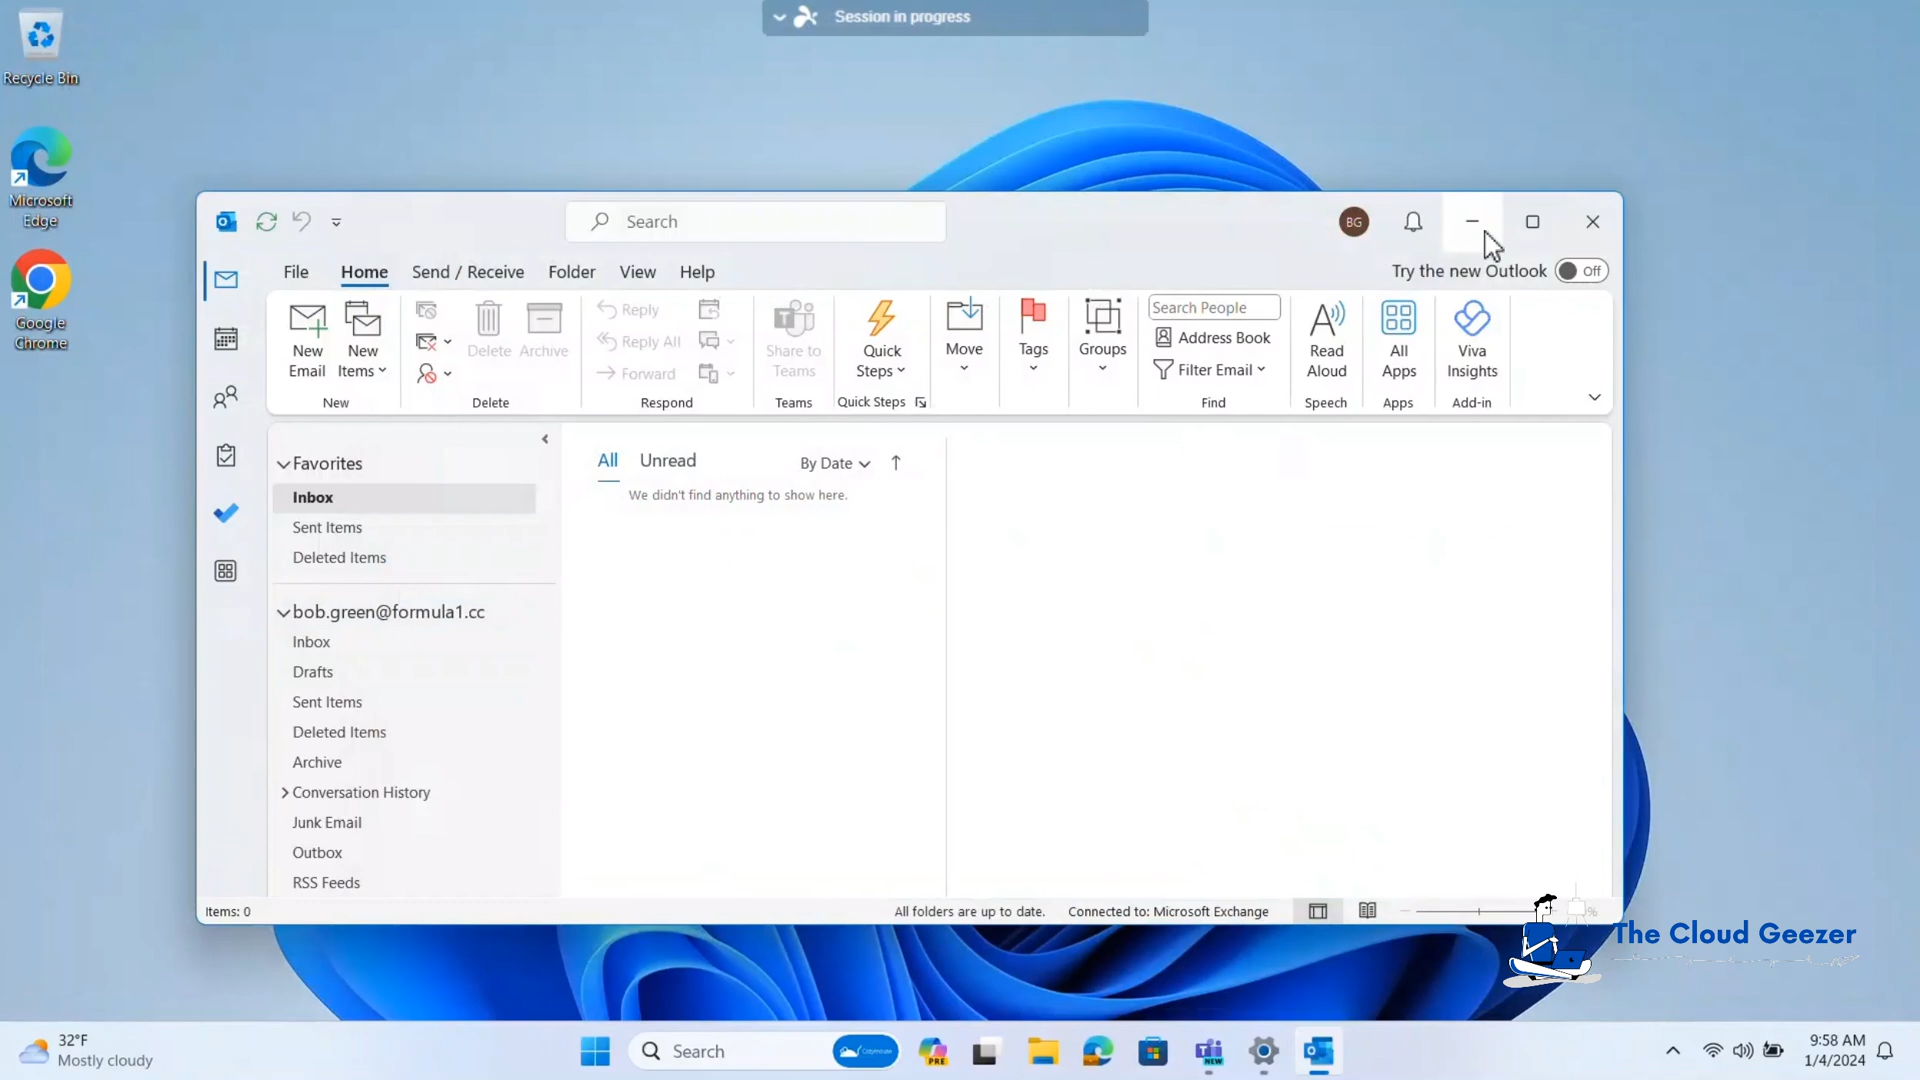 Session in progress
Recycle Bin
Microsoft
Edge
Google
Chrome
Search
BG
File Home Send / Receive Folder View Help
Try the new Outlook Off
New
Email
New
Items
New
Delete
Archive
Delete
Reply
Reply All
Forward
Respond
Share to
Teams
Teams
Quick
Steps
Quick Steps
Move
Tags
Groups
Search People
Address Book
Filter Email
Find
Read
Aloud
Speech
All
Apps
Apps
Viva
Insights
Add-in
Favorites
Inbox
Sent Items
Deleted Items
bob.green@formula1.cc
Inbox
Drafts
Sent Items
Deleted Items
Archive
Conversation History
Junk Email
Outbox
RSS Feeds
All Unread By Date
We didn't find anything to show here.
Items: 0
All folders are up to date. Connected to: Microsoft Exchange
%
The Cloud Geezer
32°F
Mostly cloudy
Search
PRE
NEW
9:58 AM
1/4/2024